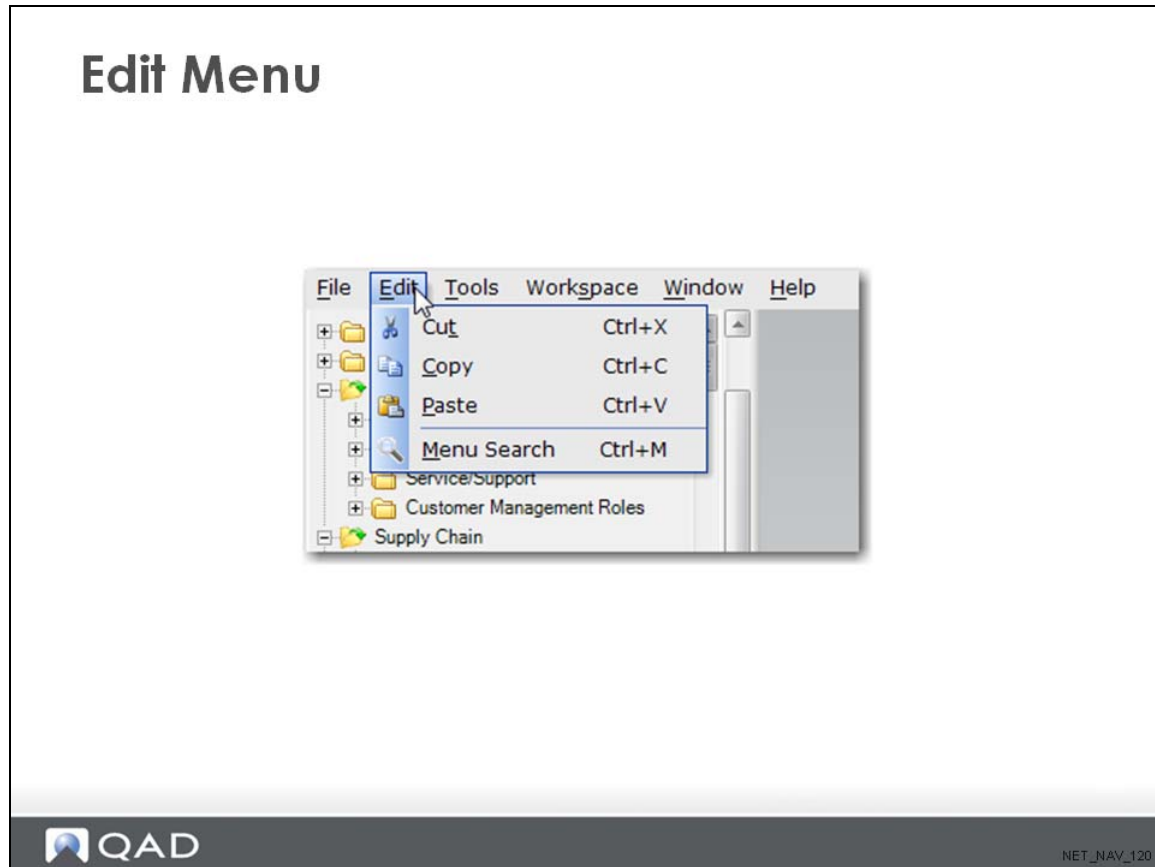 Edit Menu
File Edit Tools Workspace Window Help
Cut Ctrl+X
Copy Ctrl+C
Paste Ctrl+V
Menu Search Ctrl+M
Service/Support
Customer Management Roles
Supply Chain
QAD
NET_NAV_120